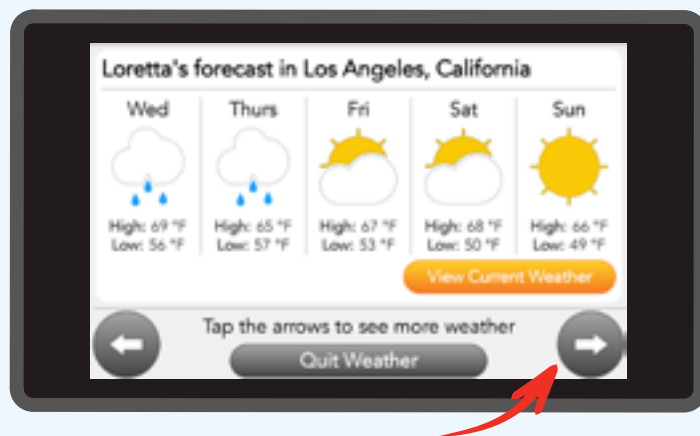 Loretta's forecast in Los Angeles, California
Wed Thurs Fri Sat Sun
High: 69 °F High: 65 °F High: 67 °F High: 68 °F High: 66 °F
Low: 56 °F Low: 57 °F Low: 53 °F Low: 50 °F Low: 49 °F
View Current Weather
Tap the arrows to see more weather
Quit Weather